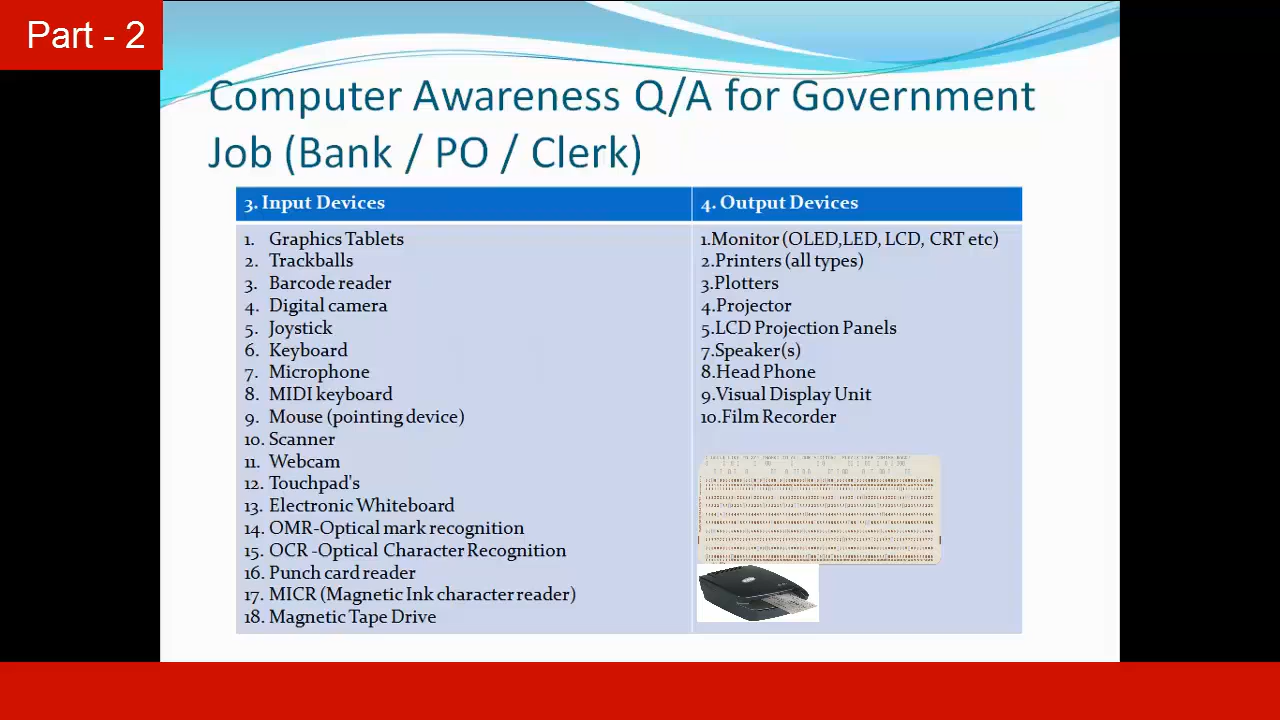 Part - 2
Computer Awareness Q/A for Government
Job (Bank / PO / Clerk)
3. Input Devices
1. Graphics Tablets
2. Trackballs
3. Barcode reader
4. Digital camera
5. Joystick
6. Keyboard
7. Microphone
8. MIDI keyboard
9. Mouse (pointing device)
10. Scanner
11. Webcam
12. Touchpad's
13. Electronic Whiteboard
14. OMR-Optical mark recognition
15. OCR -Optical Character Recognition
16. Punch card reader
17. MICR (Magnetic Ink character reader)
18. Magnetic Tape Drive
4. Output Devices
1.Monitor (OLED,LED, LCD, CRT etc)
2.Printers (all types)
3.Plotters
4.Projector
5.LCD Projection Panels
7.Speaker(s)
8.Head Phone
9.Visual Display Unit
10.Film Recorder